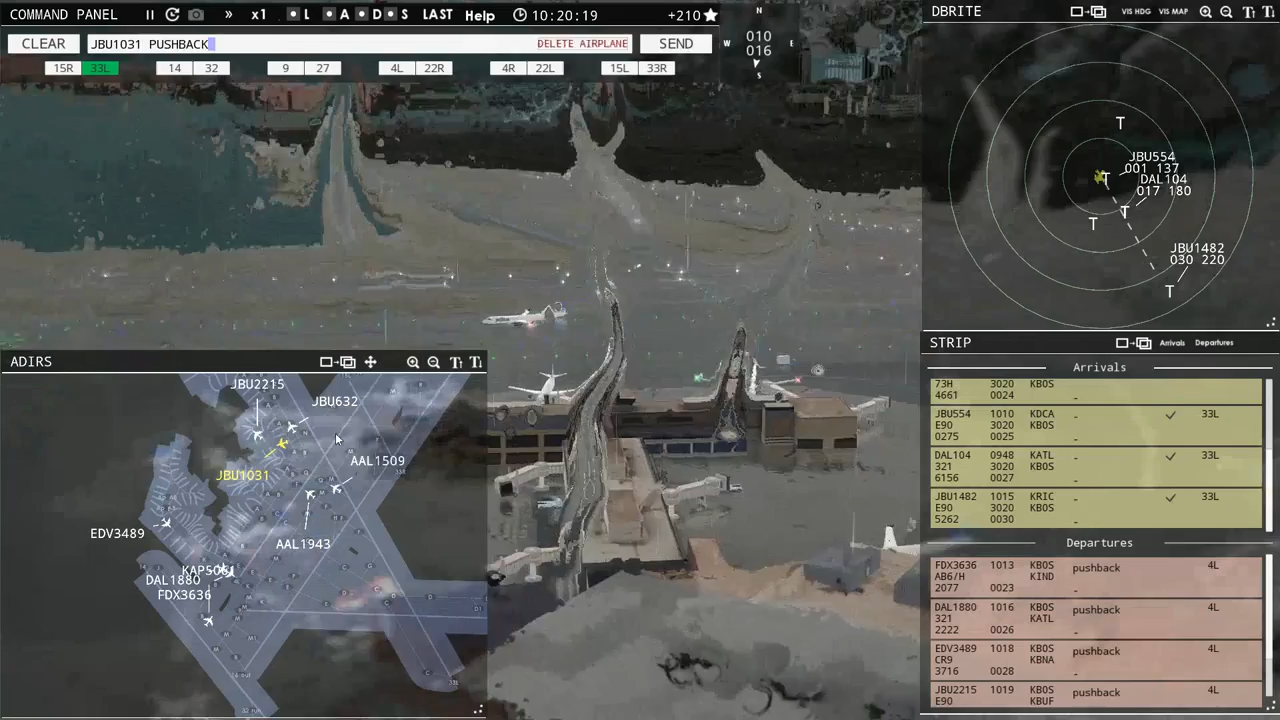 COMMAND PANEL
» x1 L A D S LAST Help 10:20:19 +210
CLEAR JBU1031 PUSHBACK DELETE AIRPLANE SEND
15R 33L 14 32 9 27 4L 22R 4R 22L 15L 33R
N
W 010 E
016
S
DBRITE VIS HDG VIS MAP Tт Tт
T
JBU554
001 137
T
DAL104
017 180
T
T
JBU1482
030 220
T
ADIRS Tт Tт
JBU2215
JBU632
AAL1509
JBU1031
EDV3489
AAL1943
DAL1880
FDX3636
STRIP Arrivals Departures
Arrivals
73H 3020 KBOS
4661 0024 -
JBU554 1010 KDCA - 33L
E90 3020 KBOS
0275 0025 -
DAL104 0948 KATL - 33L
321 3020 KBOS
6156 0027 -
JBU1482 1015 KRIC - 33L
E90 3020 KBOS
5262 0030 -
Departures
FDX3636 1013 KBOS pushback 4L
AB6/H KIND
2077 0023 -
DAL1880 1016 KBOS pushback 4L
321 KATL
2222 0026 -
EDV3489 1018 KBOS pushback 4L
CR9 KBNA
3716 0028 -
JBU2215 1019 KBOS pushback 4L
E90 KBUF